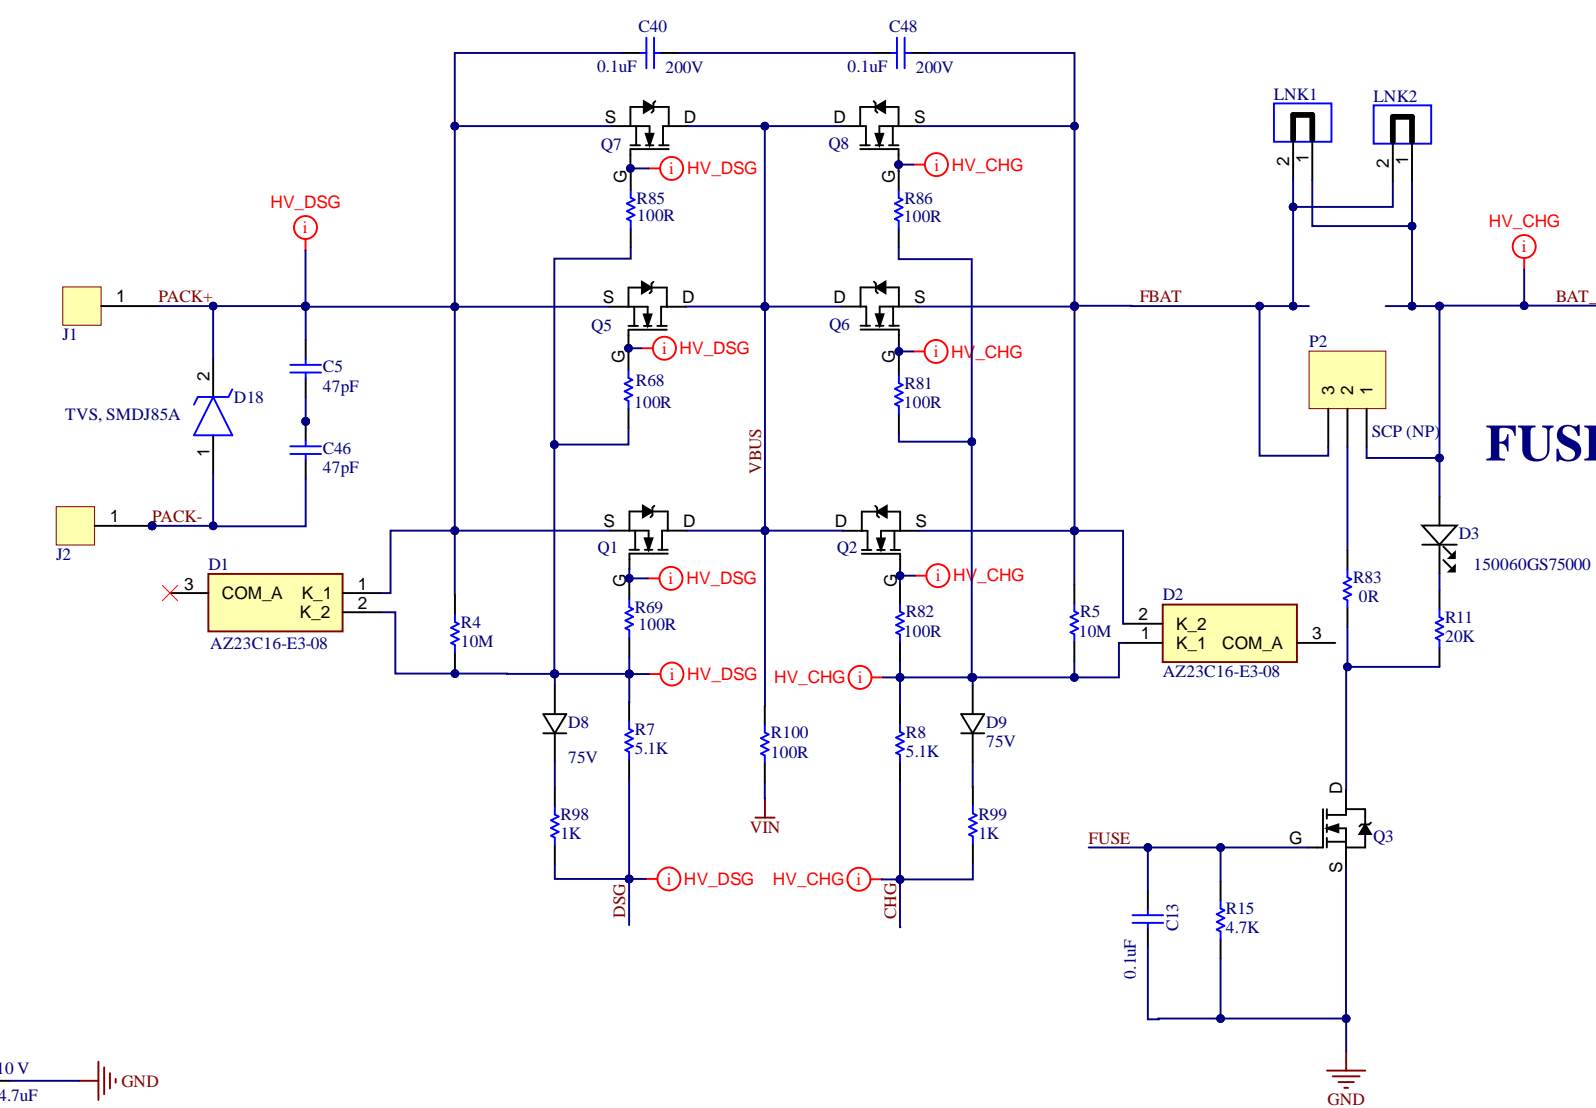 C40
0.1uF 200V
C48
0.1uF 200V
S D
Q7
G
HV_DSG
R85
100R
D S
Q8
G
HV_CHG
R86
100R
LNK1
2 1
LNK2
2 1
HV_DSG
HV_CHG
J1
1
PACK+
S D
Q5
G
HV_DSG
R68
100R
D S
Q6
G
HV_CHG
R81
100R
FBAT
BAT_
P2
3 2 1
SCP (NP)
FUSE
2
D18
TVS, SMDJ85A
1
C5
47pF
C46
47pF
VBUS
J2
1
PACK-
S D
Q1
G
HV_DSG
R69
100R
D S
Q2
G
HV_CHG
R82
100R
D1
3
COM_A K_1 1
K_2 2
AZ23C16-E3-08
R4
10M
R5
10M
D2
2 K_2
1 K_1 COM_A 3
AZ23C16-E3-08
D3
150060GS75000
R83
0R
R11
20K
HV_DSG
HV_CHG
D8
75V
R7
5.1K
R100
100R
R8
5.1K
D9
75V
R98
1K
VIN
R99
1K
HV_DSG
HV_CHG
DSG
CHG
FUSE
D
G
Q3
S
C13
0.1uF
R15
4.7K
GND
10 V
4.7uF
GND